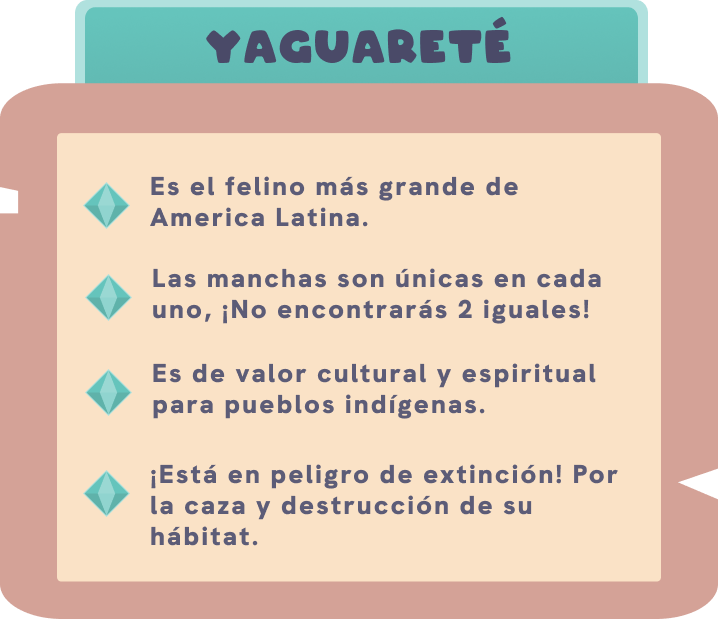 YAGUARETÉ
Es el felino más grande de
America Latina.
Las manchas son únicas en cada
uno, ¡No encontrarás 2 iguales!
Es de valor cultural y espiritual
para pueblos indígenas.
¡Está en peligro de extinción! Por
la caza y destrucción de su
hábitat.